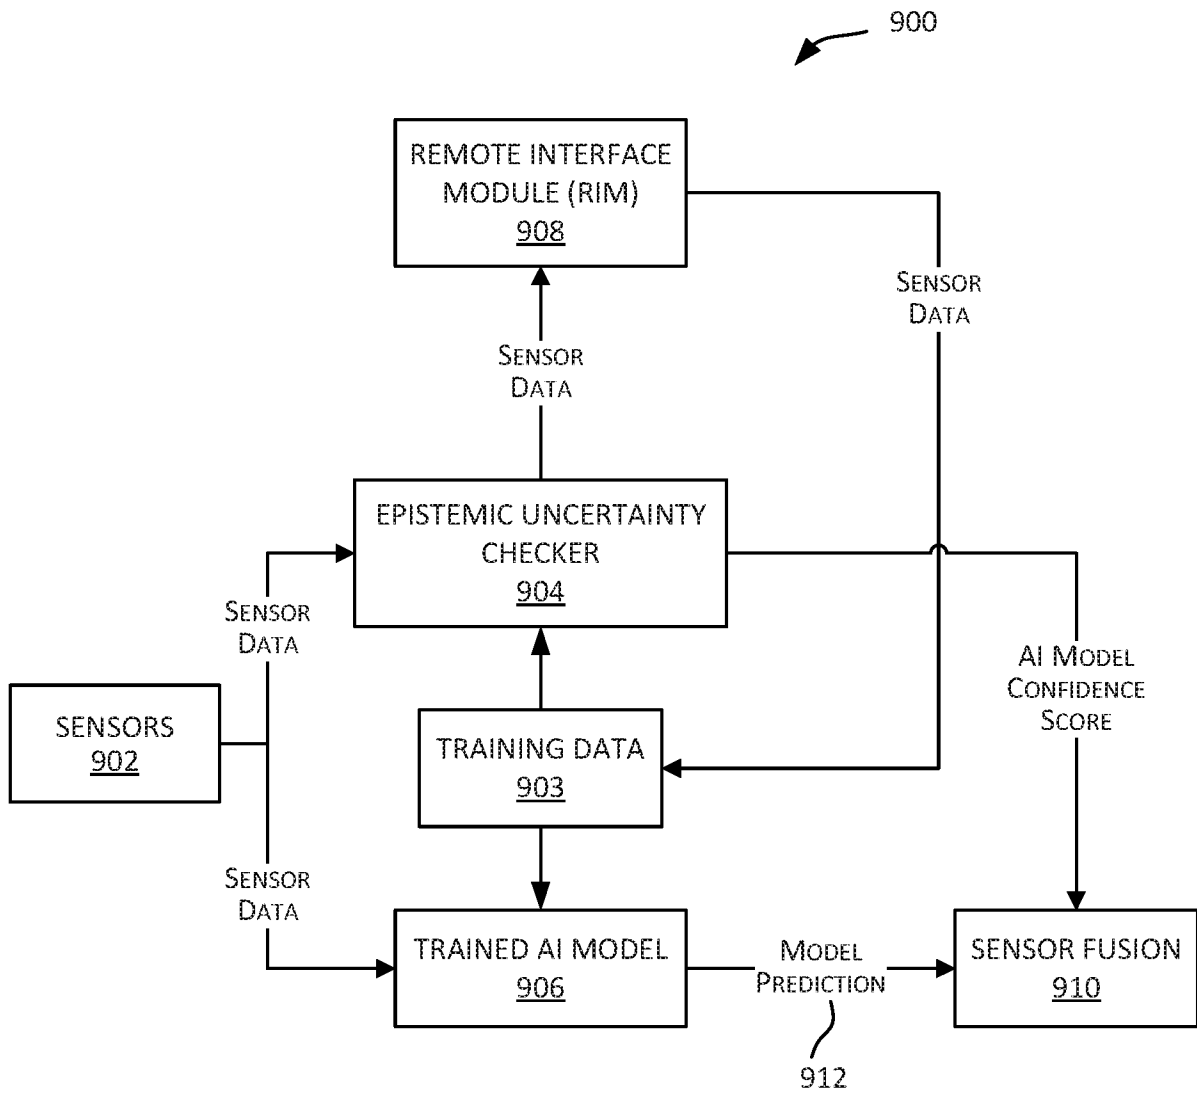 900
REMOTE INTERFACE
MODULE (RIM)
908
SENSOR
DATA
SENSOR
DATA
EPISTEMIC UNCERTAINTY
CHECKER
904
SENSOR
DATA
AI MODEL
CONFIDENCE
SCORE
SENSORS
902
TRAINING DATA
903
SENSOR
DATA
TRAINED AI MODEL
906
MODEL
PREDICTION
SENSOR FUSION
910
912